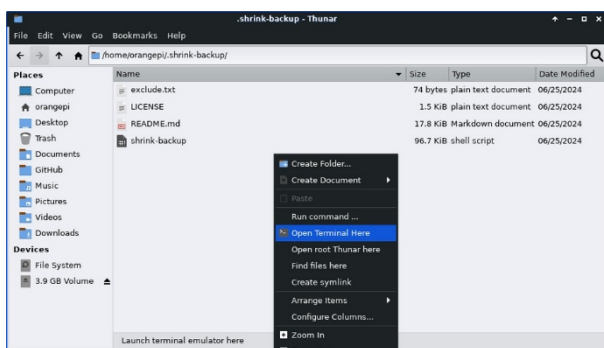 .shrink-backup - Thunar
File Edit View Go Bookmarks Help
/home/orangepi/.shrink-backup/
Places
Computer
orangepi
Desktop
Trash
Documents
GitHub
Music
Pictures
Videos
Downloads
Devices
File System
3.9 GB Volume
Name Size Type Date Modified
exclude.txt 74 bytes plain text document 06/25/2024
LICENSE 1.5 KiB plain text document 06/25/2024
README.md 17.8 KiB Markdown document 06/25/2024
shrink-backup 96.7 KiB shell script 06/25/2024
Create Folder...
Create Document
Paste
Run command ...
Open Terminal Here
Open root Thunar here
Find files here
Create symlink
Arrange Items
Configure Columns...
Zoom In
Launch terminal emulator here